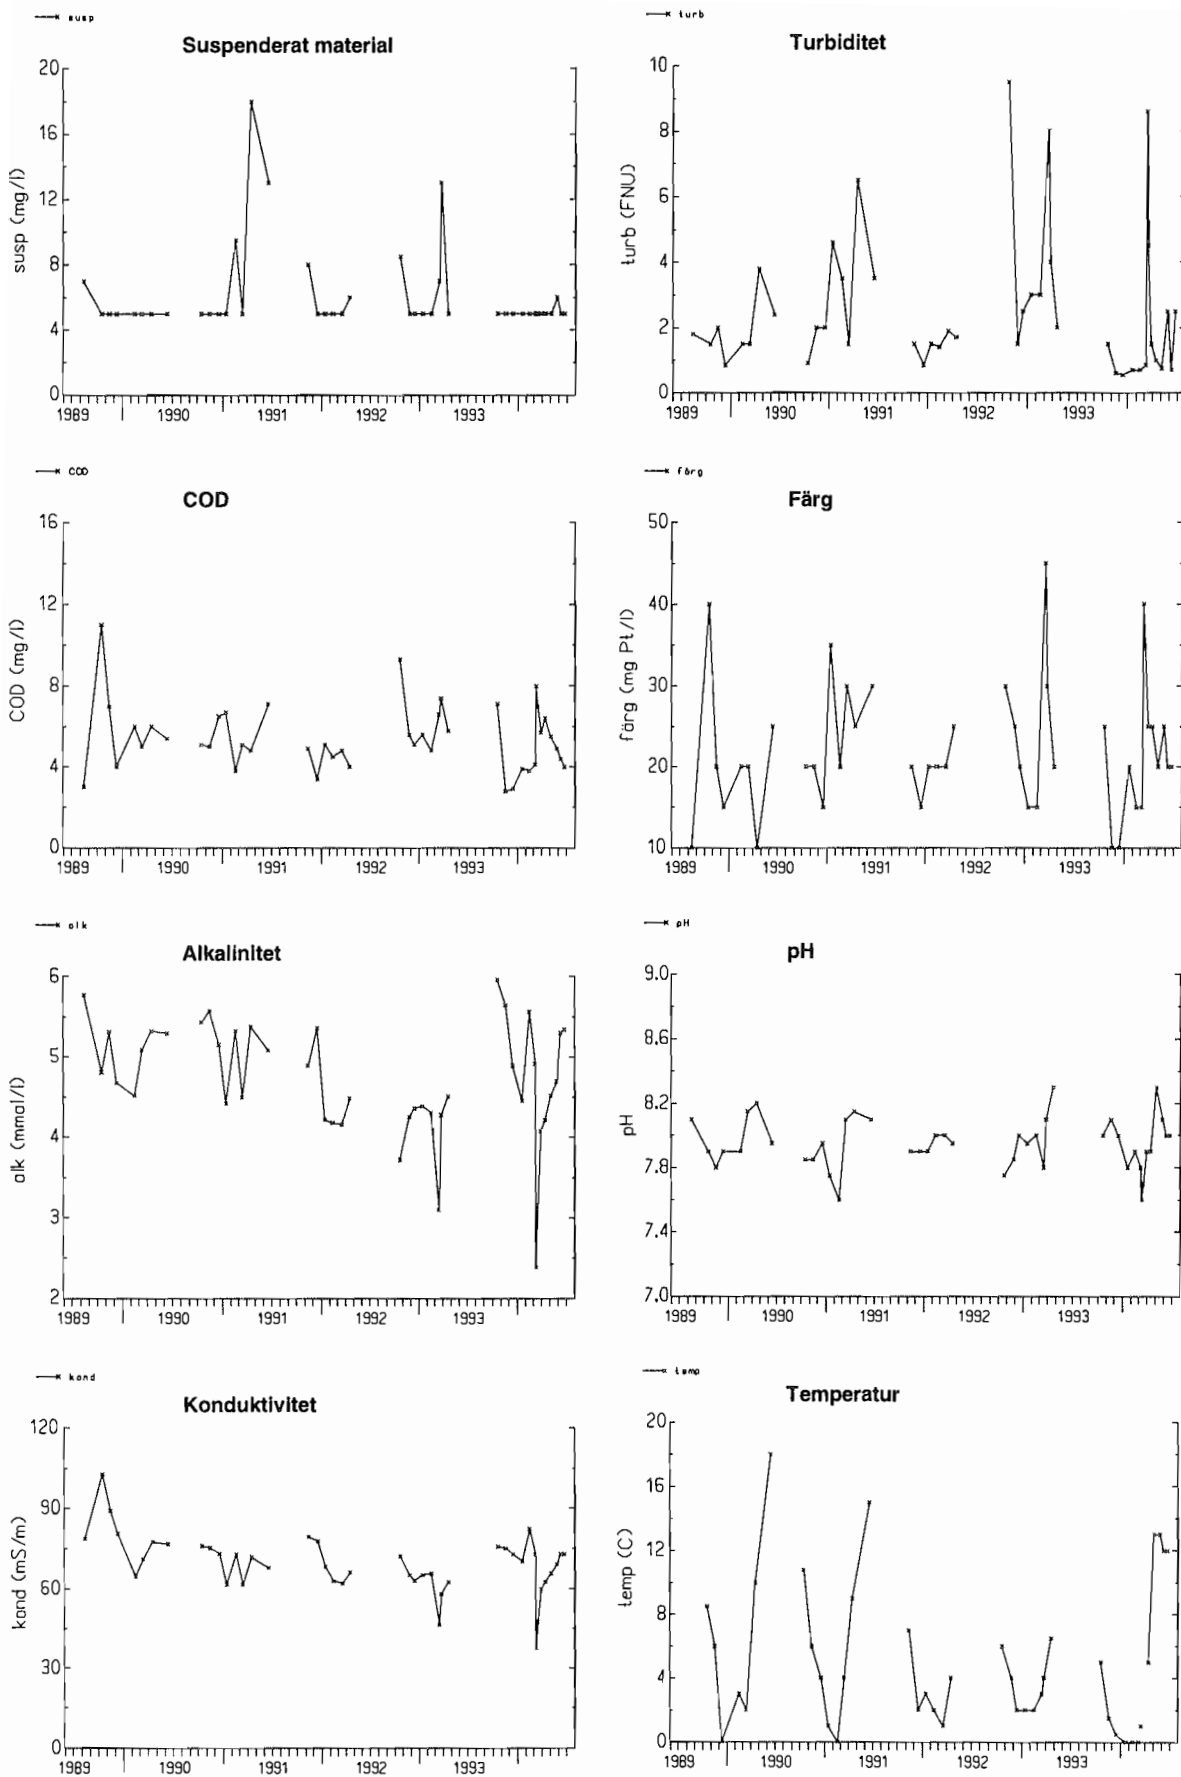 susp
Suspenderat material
20
16
12
8
4
0
susp (mg/l)
1989 1990 1991 1992 1993
turb
Turbiditet
10
8
6
4
2
0
turb (FNU)
1989 1990 1991 1992 1993
COD
COD
16
12
8
4
0
COD (mg/l)
1989 1990 1991 1992 1993
färg
Färg
50
40
30
20
10
färg (mg Pt/l)
1989 1990 1991 1992 1993
alk
Alkalinitet
6
5
4
3
2
alk (mmol/l)
1989 1990 1991 1992 1993
pH
pH
9.0
8.6
8.2
7.8
7.4
7.0
pH
1989 1990 1991 1992 1993
kond
Konduktivitet
120
90
60
30
0
kond (mS/m)
1989 1990 1991 1992 1993
temp
Temperatur
20
16
12
8
4
0
temp (C)
1989 1990 1991 1992 1993